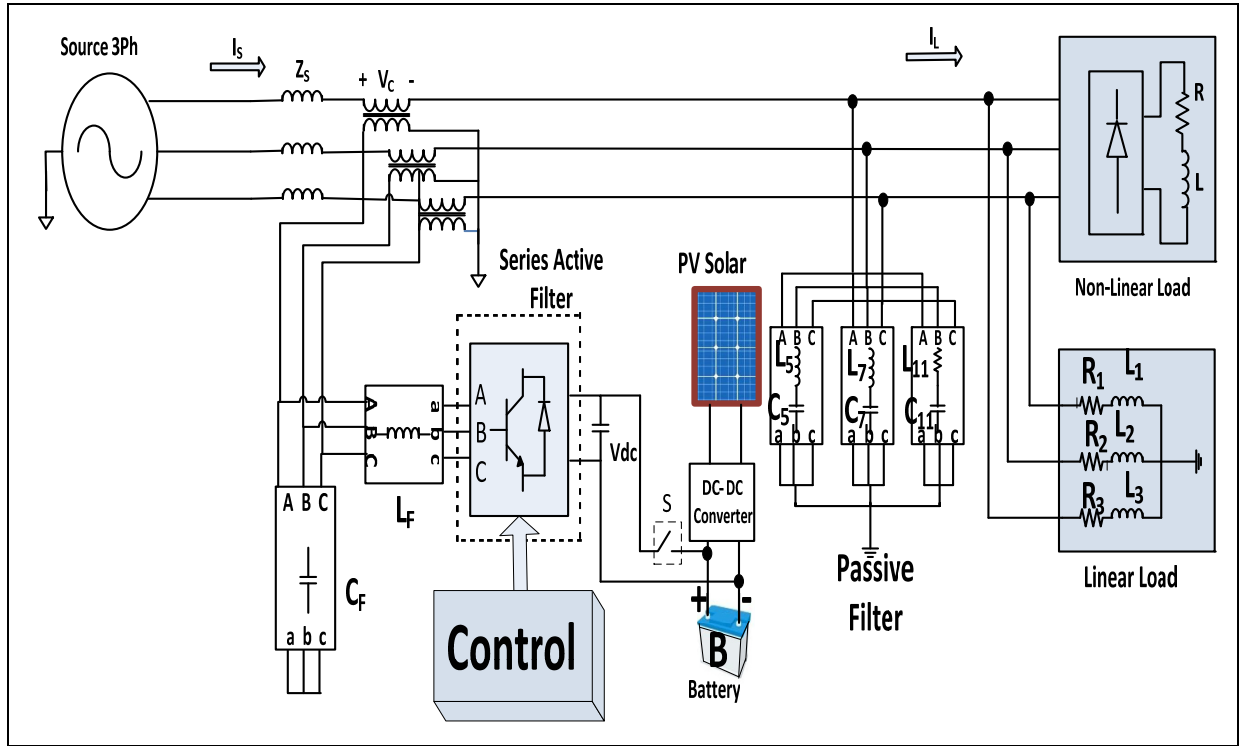 Source 3Ph
IS
ZS
+ VC -
IL
R
L
Non-Linear Load
Series Active
Filter
PV Solar
A B C
L5
C5
a b c
A B C
L7
C7
a b c
A B C
L11
C11
a b c
R1 L1
R2 L2
R3 L3
Linear Load
A
B
C
a
b
c
LF
A
B
C
Vdc
S
DC-DC
Converter
Passive
Filter
A B C
CF
a b c
Control
+ -
B
Battery